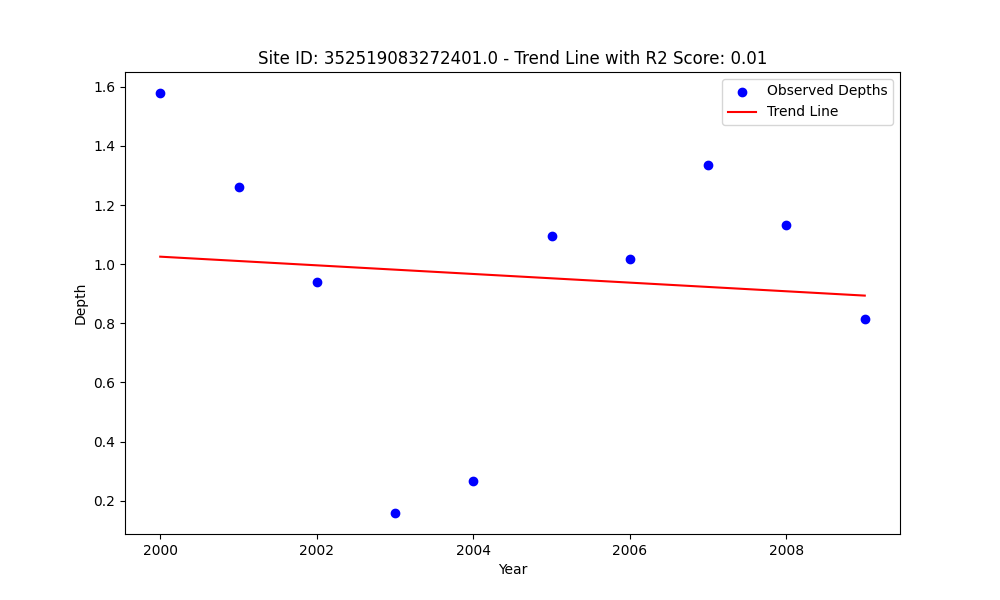 Site ID: 352519083272401.0 - Trend Line with R2 Score: 0.01
Observed Depths
Trend Line
1.6
1.4
1.2
1.0
0.8
0.6
0.4
0.2
Depth
2000 2002 2004 2006 2008
Year